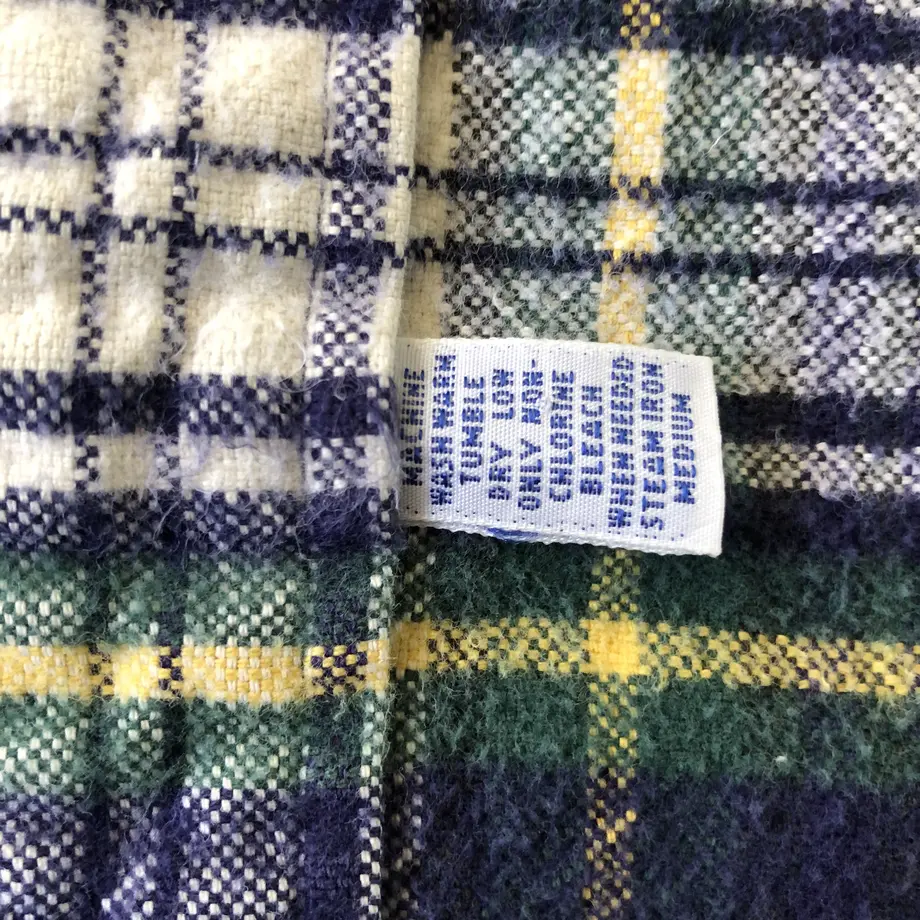 MACHINE
WASH WARM
TUMBLE
DRY LOW
ONLY NON-
CHLORINE
BLEACH
WHEN NEEDED
STEAM IRON
MEDIUM